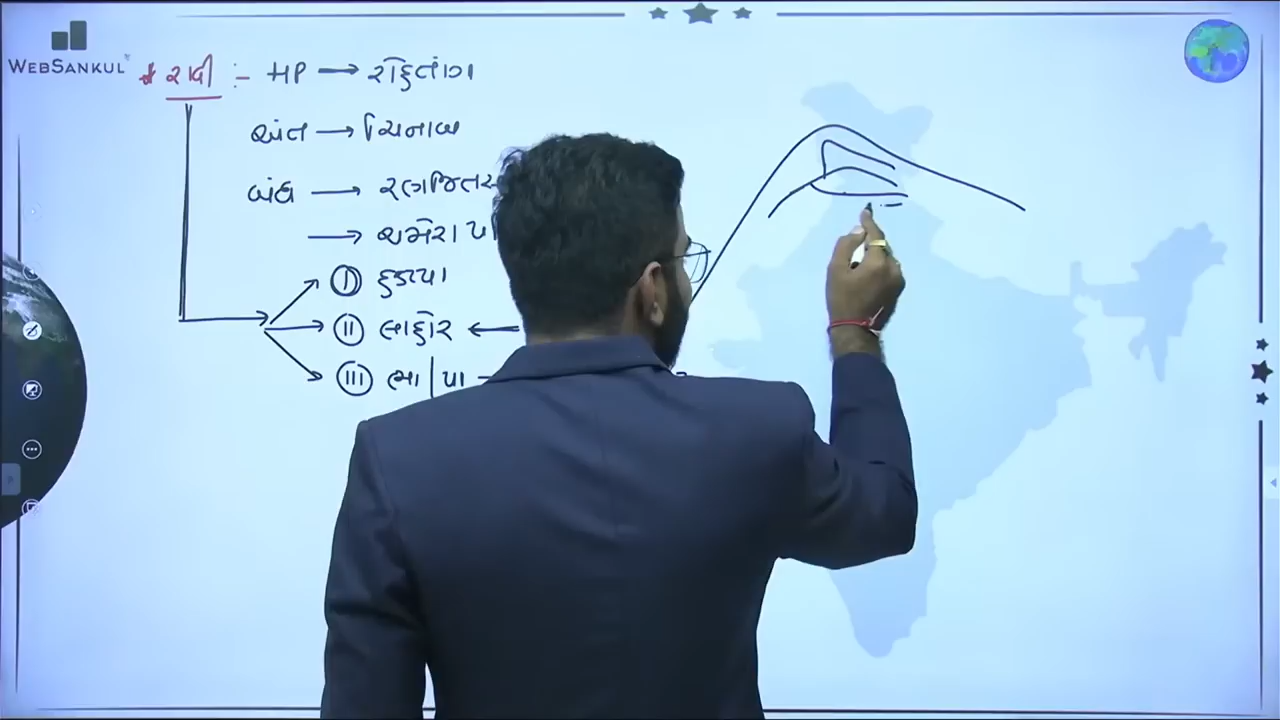 WEBSANKUL
* રાવી :- HP → રોહતાંગ
અંત → ચિનાબ
બંધ → રણજિત
→ ચમેરા
I હડપ્પા
II લાહોર ←
III ભા | પા